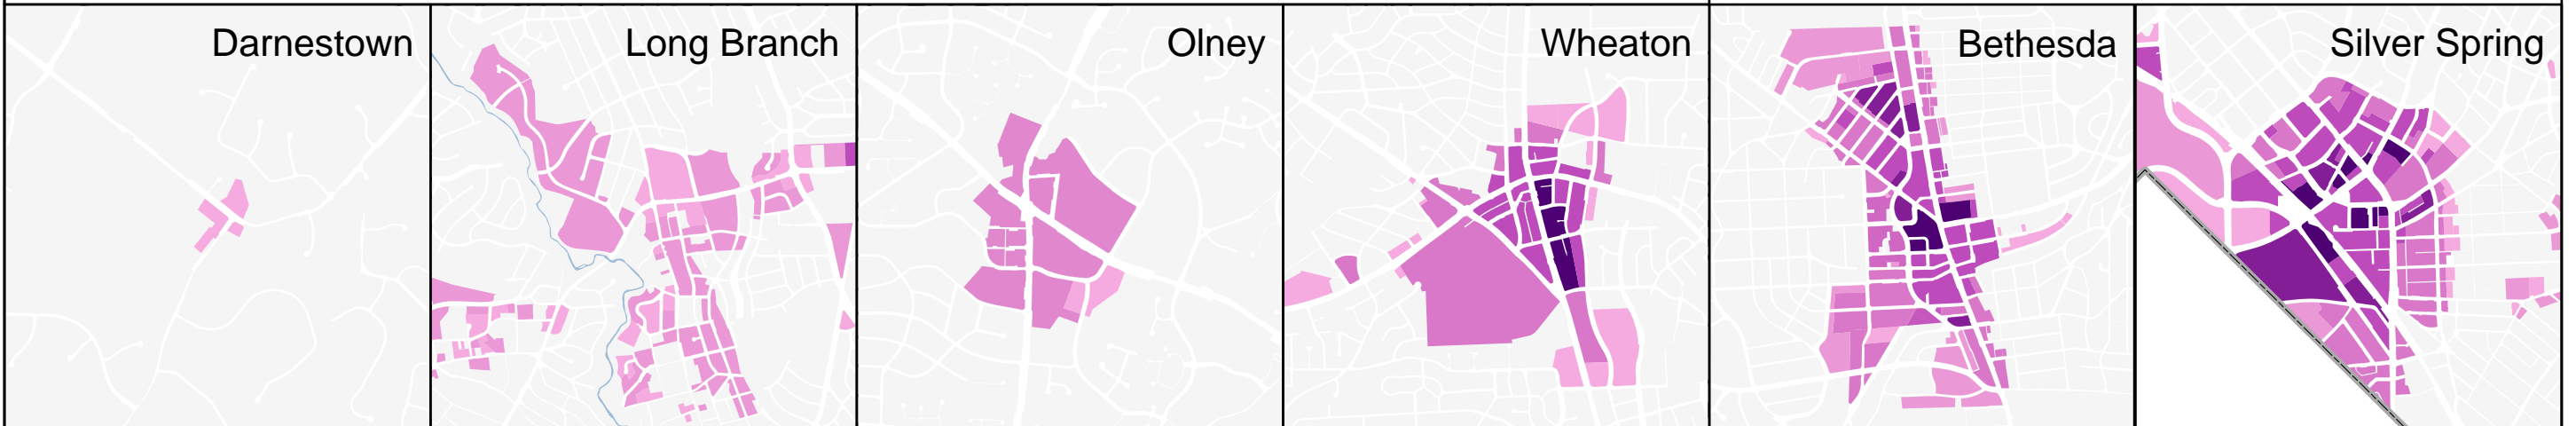 Darnestown
Long Branch
Olney
Wheaton
Bethesda
Silver Spring